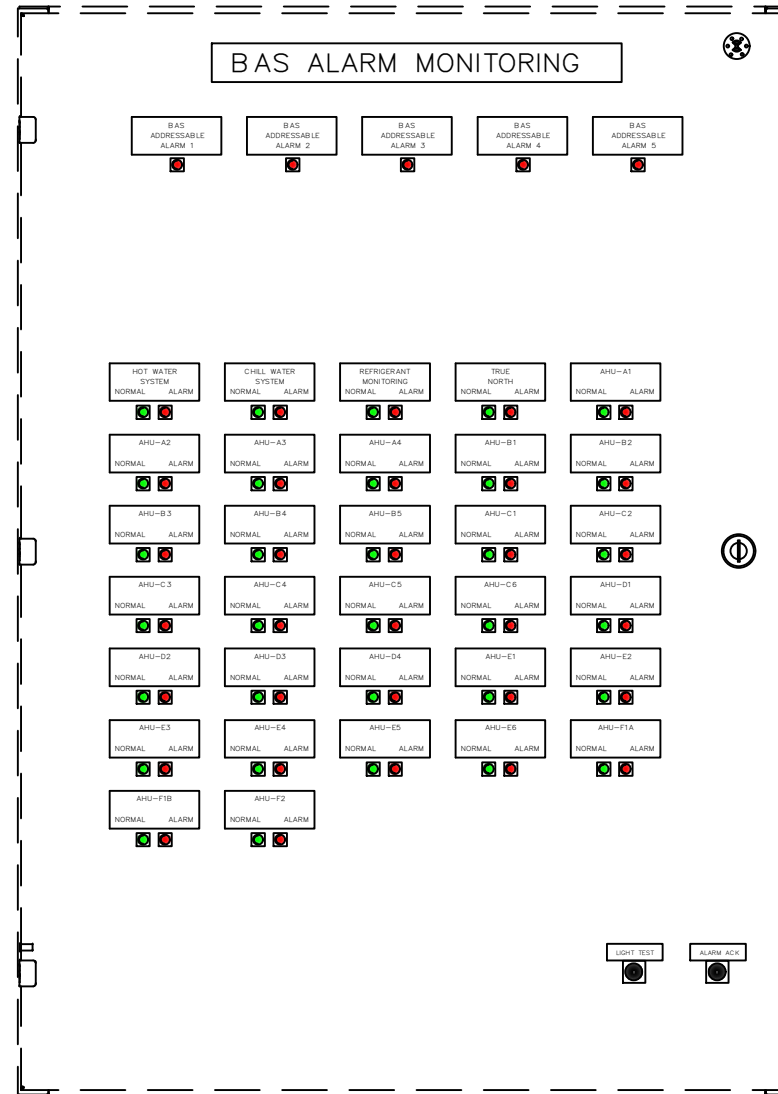 BAS ALARM MONITORING
BAS
ADDRESSABLE
ALARM 1
BAS
ADDRESSABLE
ALARM 2
BAS
ADDRESSABLE
ALARM 3
BAS
ADDRESSABLE
ALARM 4
BAS
ADDRESSABLE
ALARM 5
HOT WATER
SYSTEM
NORMAL ALARM
CHILL WATER
SYSTEM
NORMAL ALARM
REFRIGERANT
MONITORING
NORMAL ALARM
TRUE
NORTH
NORMAL ALARM
AHU-A1
NORMAL ALARM
AHU-A2
NORMAL ALARM
AHU-A3
NORMAL ALARM
AHU-A4
NORMAL ALARM
AHU-B1
NORMAL ALARM
AHU-B2
NORMAL ALARM
AHU-B3
NORMAL ALARM
AHU-B4
NORMAL ALARM
AHU-B5
NORMAL ALARM
AHU-C1
NORMAL ALARM
AHU-C2
NORMAL ALARM
AHU-C3
NORMAL ALARM
AHU-C4
NORMAL ALARM
AHU-C5
NORMAL ALARM
AHU-C6
NORMAL ALARM
AHU-D1
NORMAL ALARM
AHU-D2
NORMAL ALARM
AHU-D3
NORMAL ALARM
AHU-D4
NORMAL ALARM
AHU-E1
NORMAL ALARM
AHU-E2
NORMAL ALARM
AHU-E3
NORMAL ALARM
AHU-E4
NORMAL ALARM
AHU-E5
NORMAL ALARM
AHU-E6
NORMAL ALARM
AHU-F1A
NORMAL ALARM
AHU-F1B
NORMAL ALARM
AHU-F2
NORMAL ALARM
LIGHT TEST
ALARM ACK